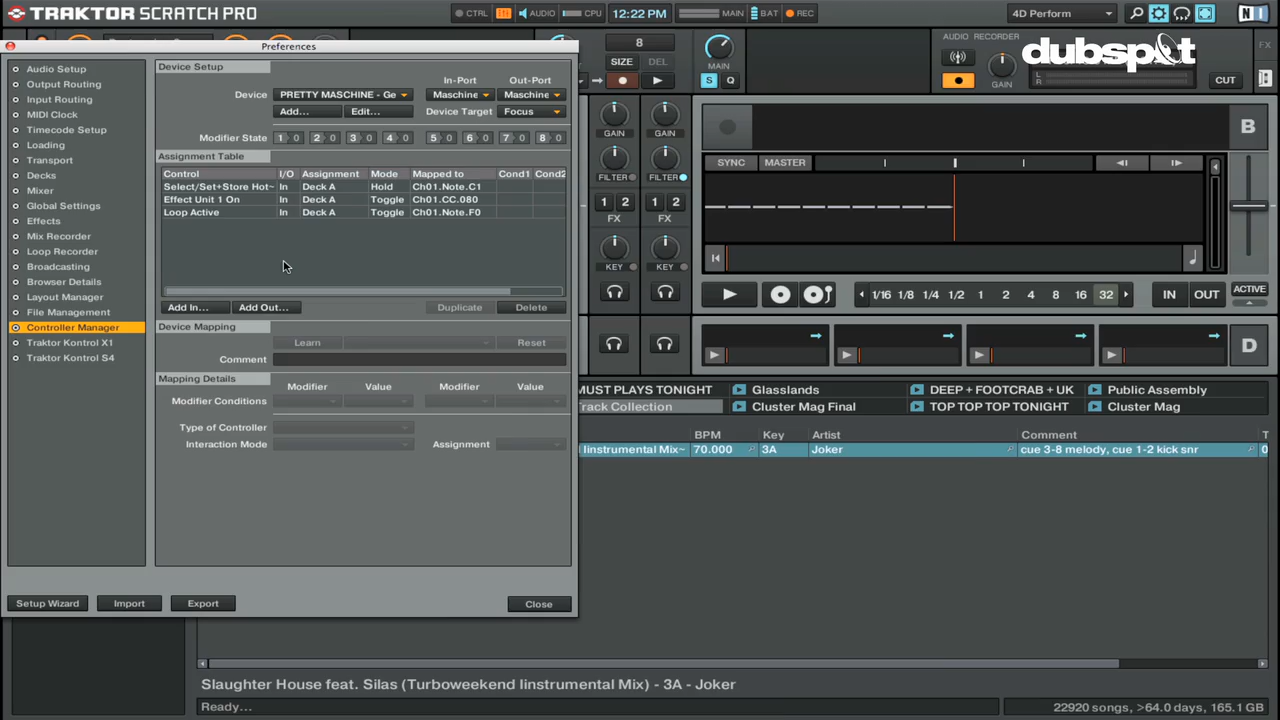 TRAKTOR SCRATCH PRO
CTRL AUDIO CPU 12:22 PM MAIN BAT REC
4D Perform
NI
Preferences
Audio Setup
Output Routing
Input Routing
MIDI Clock
Timecode Setup
Loading
Transport
Decks
Mixer
Global Settings
Effects
Mix Recorder
Loop Recorder
Broadcasting
Browser Details
Layout Manager
File Management
Controller Manager
Traktor Kontrol X1
Traktor Kontrol S4
Setup Wizard Import Export Close
Device Setup
In-Port Out-Port
Device PRETTY MASCHINE - Ge Maschine Maschine
Add... Edit... Device Target Focus
Modifier State 1 0 2 0 3 0 4 0 5 0 6 0 7 0 8 0
Assignment Table
Control I/O Assignment Mode Mapped to Cond1 Cond2
Select/Set+Store Hot~ In Deck A Hold Ch01.Note.C1
Effect Unit 1 On In Deck A Toggle Ch01.CC.080
Loop Active In Deck A Toggle Ch01.Note.F0
Add In... Add Out... Duplicate Delete
Device Mapping
Learn Reset
Comment
Mapping Details
Modifier Value Modifier Value
Modifier Conditions
Type of Controller
Interaction Mode Assignment
8
SIZE DEL
MAIN
S Q
AUDIO RECORDER
GAIN
L
R
CUT
FX
dubspot
GAIN GAIN
FILTER FILTER
1 2 1 2
FX FX
KEY KEY
B
SYNC MASTER
1/16 1/8 1/4 1/2 1 2 4 8 16 32 IN OUT ACTIVE
D
MUST PLAYS TONIGHT Glasslands DEEP + FOOTCRAB + UK Public Assembly
Track Collection Cluster Mag Final TOP TOP TOP TONIGHT Cluster Mag
BPM Key Artist Comment T
Iinstrumental Mix~ 70.000 3A Joker cue 3-8 melody, cue 1-2 kick snr 0
Slaughter House feat. Silas (Turboweekend Iinstrumental Mix) - 3A - Joker
Ready...
22920 songs, >64.0 days, 165.1 GB